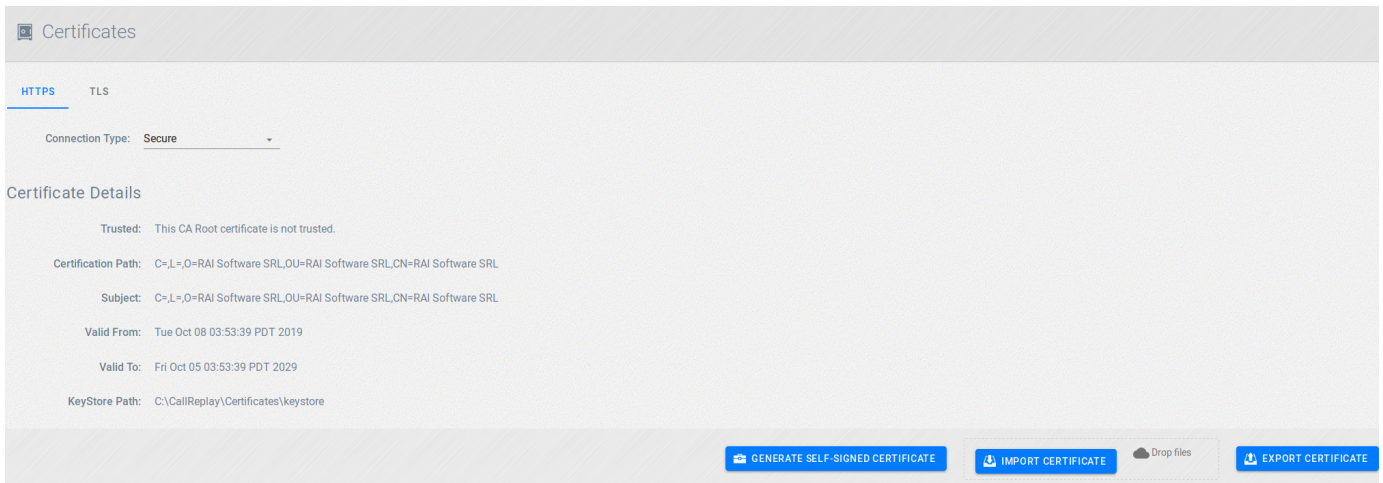 Certificates
HTTPS TLS
Connection Type: Secure
Certificate Details
Trusted: This CA Root certificate is not trusted.
Certification Path: C=,L=,O=RAI Software SRL,OU=RAI Software SRL,CN=RAI Software SRL
Subject: C=,L=,O=RAI Software SRL,OU=RAI Software SRL,CN=RAI Software SRL
Valid From: Tue Oct 08 03:53:39 PDT 2019
Valid To: Fri Oct 05 03:53:39 PDT 2029
KeyStore Path: C:\CallReplay\Certificates\keystore
GENERATE SELF-SIGNED CERTIFICATE IMPORT CERTIFICATE Drop files EXPORT CERTIFICATE